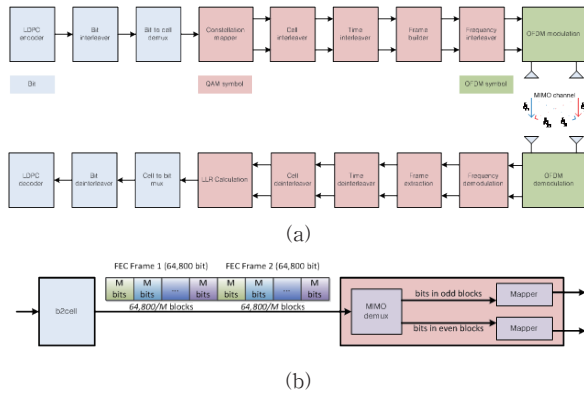 LDPC encoder
Bit interleaver
Bit to cell demux
Constellation mapper
Cell interleaver
Time interleaver
Frame builder
Frequency interleaver
OFDM modulation
Bit
QAM symbol
OFDM symbol
MIMO channel
LDPC decoder
Bit deinterleaver
Cell to bit mux
LLR Calculation
Cell deinterleaver
Time deinterleaver
Frame extraction
Frequency demodulation
OFDM demodulation
(a)
FEC Frame 1 (64,800 bit) FEC Frame 2 (64,800 bit)
M bits M bits ... M bits M bits M bits ... M bits
64,800/M blocks 64,800/M blocks
b2cell
MIMO demux
bits in odd blocks
Mapper
bits in even blocks
Mapper
(b)